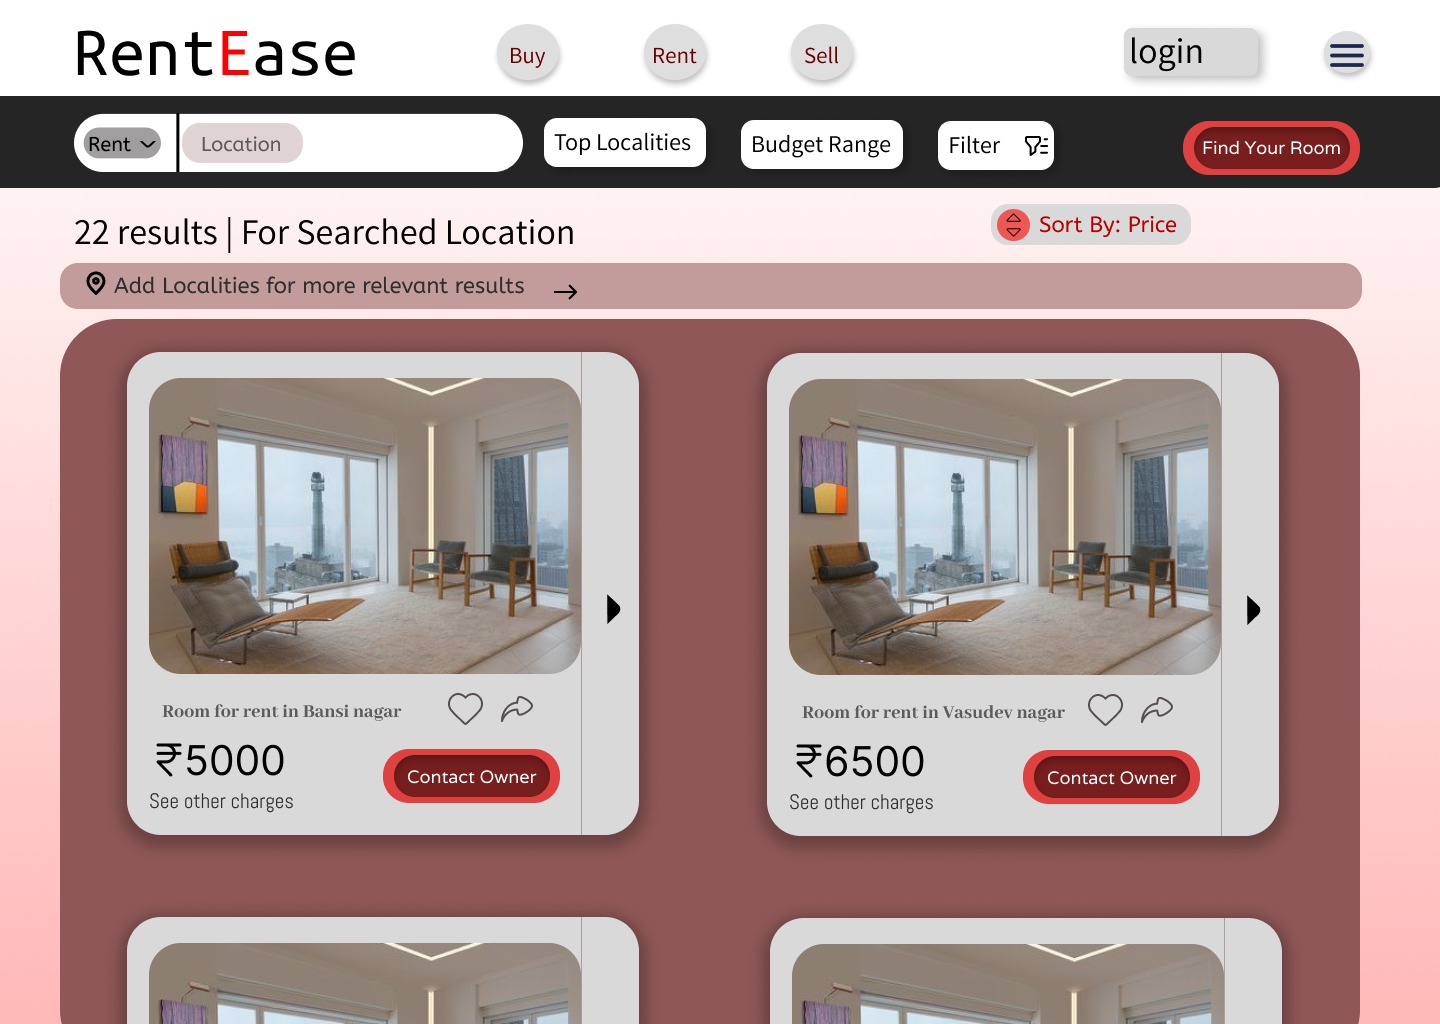 RentEase
Buy
Rent
Sell
login
Rent
Location
Top Localities
Budget Range
Filter
Find Your Room
22 results | For Searched Location
Sort By: Price
Add Localities for more relevant results
Room for rent in Bansi nagar
₹5000
See other charges
Contact Owner
Room for rent in Vasudev nagar
₹6500
See other charges
Contact Owner